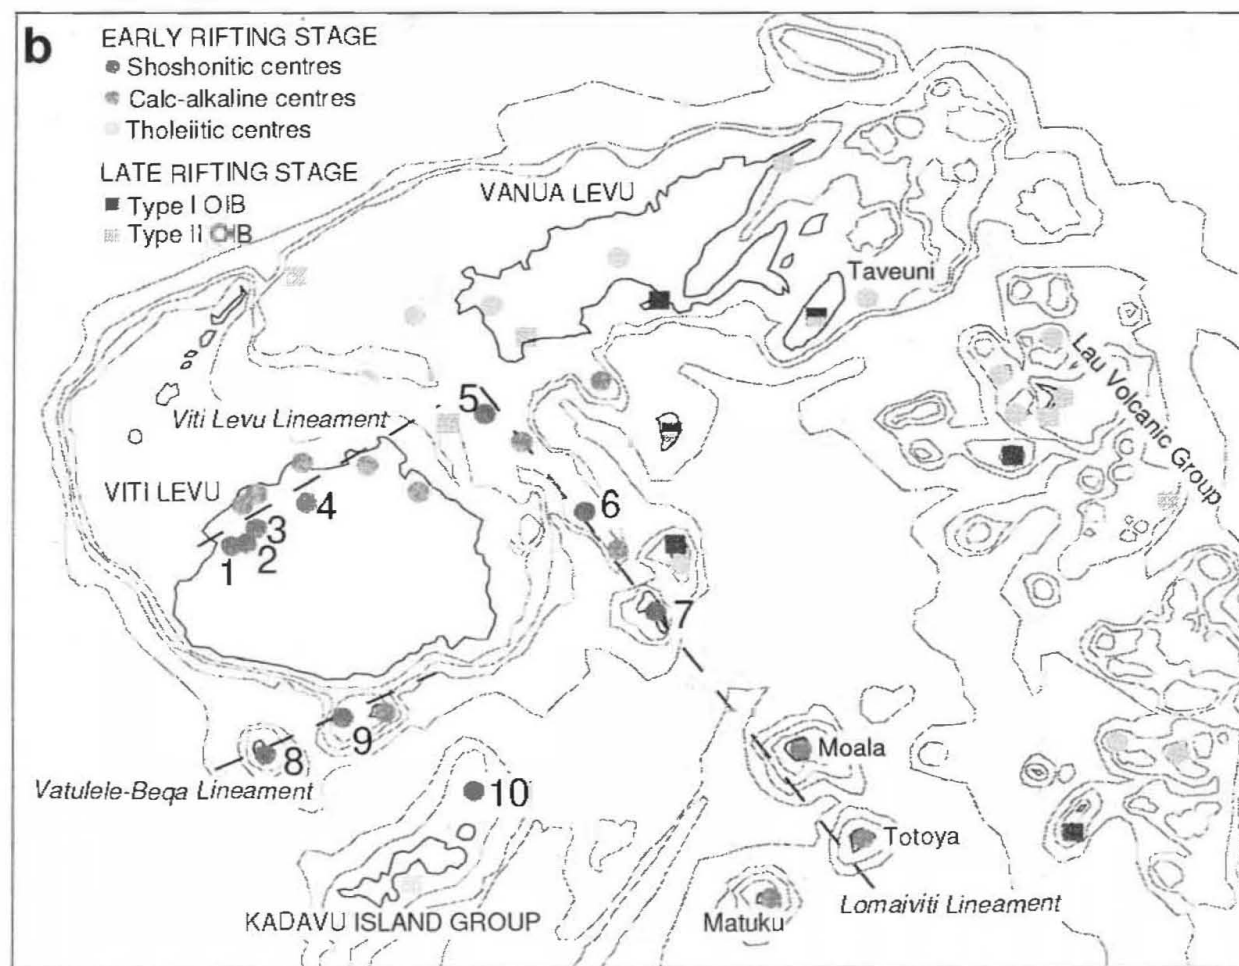 b
EARLY RIFTING STAGE
Shoshonitic centres
Calc-alkaline centres
Tholeiitic centres
LATE RIFTING STAGE
Type I OIB
Type II OIB
VANUA LEVU
Taveuni
Lau Volcanic Group
Viti Levu Lineament
5
VITI LEVU
4
3
2
1
6
7
8
9
Vatulele-Beqa Lineament
10
Moala
Totoya
Matuku
Lomaiviti Lineament
KADAVU ISLAND GROUP